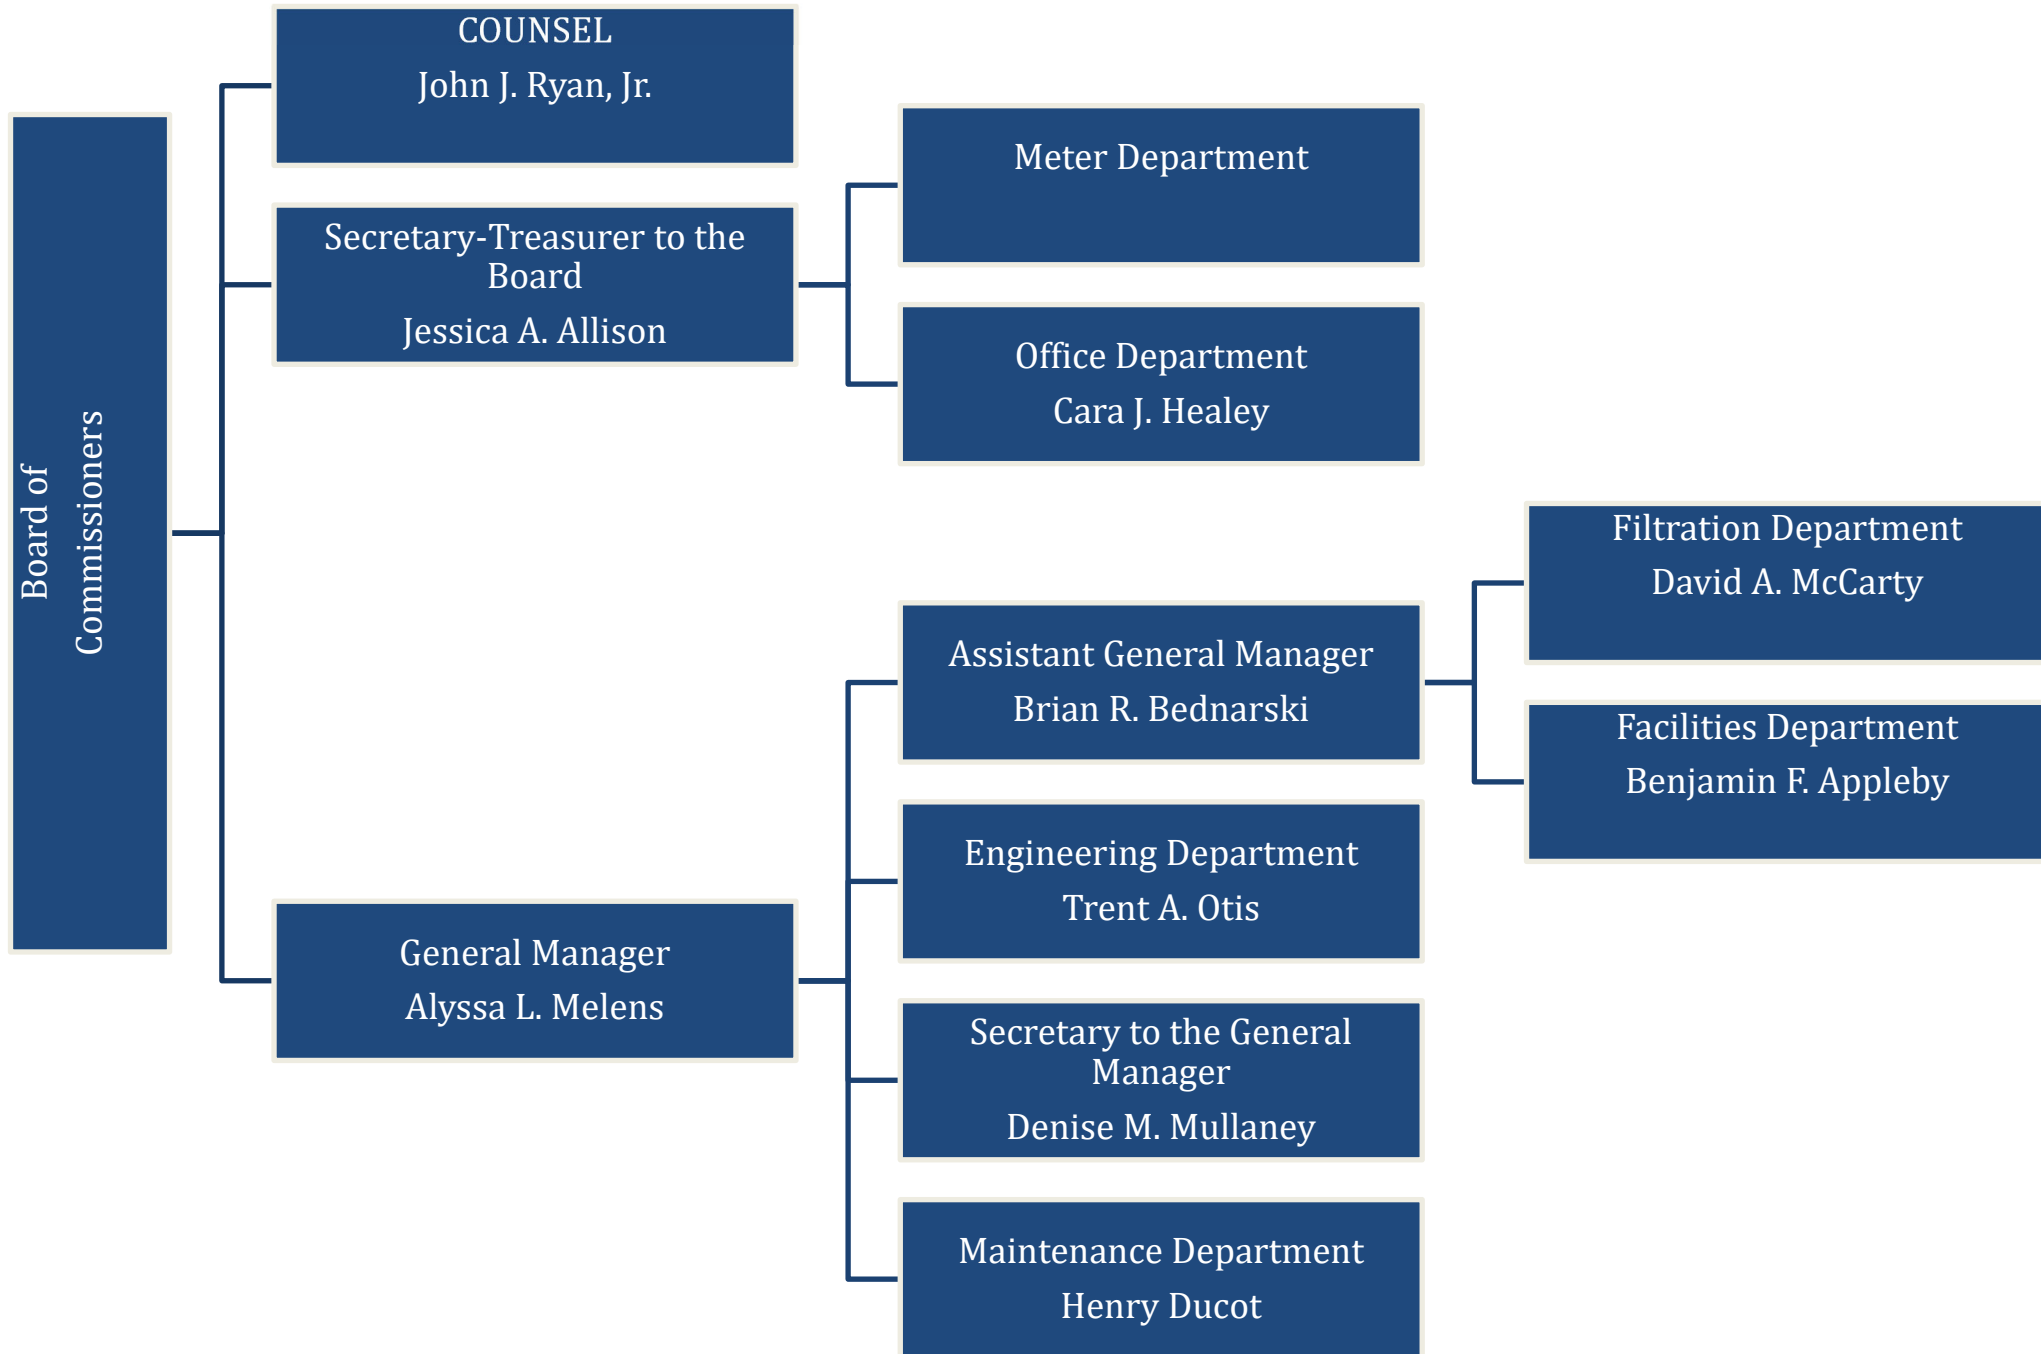 Board of
Commissioners
COUNSEL
John J. Ryan, Jr.
Secretary-Treasurer to the
Board
Jessica A. Allison
Meter Department
Office Department
Cara J. Healey
General Manager
Alyssa L. Melens
Assistant General Manager
Brian R. Bednarski
Filtration Department
David A. McCarty
Facilities Department
Benjamin F. Appleby
Engineering Department
Trent A. Otis
Secretary to the General
Manager
Denise M. Mullaney
Maintenance Department
Henry Ducot